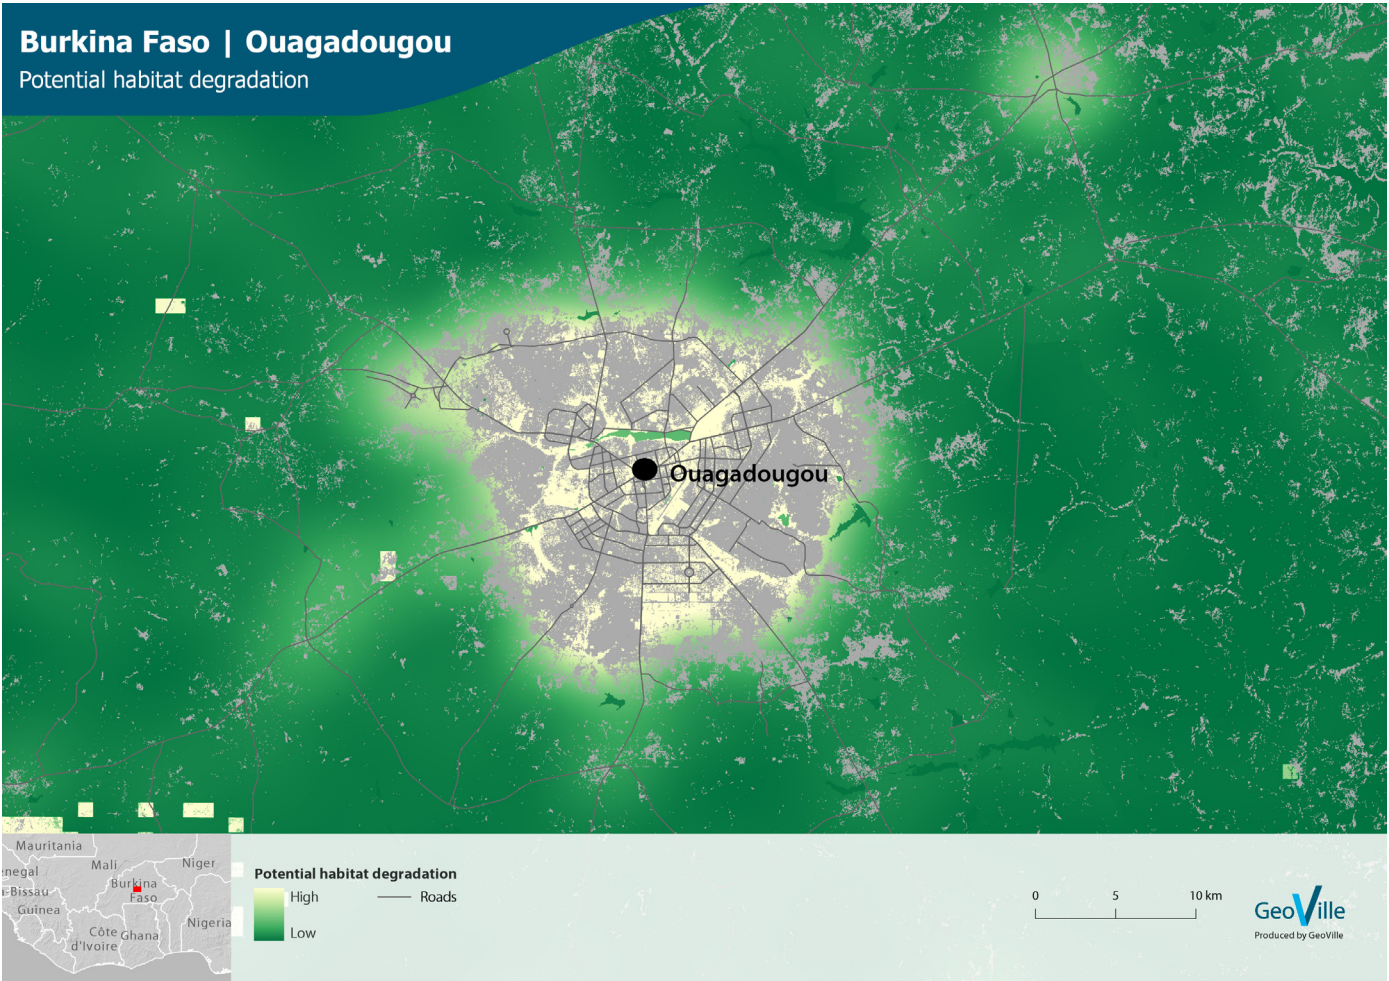 Burkina Faso | Ouagadougou
Potential habitat degradation
Ouagadougou
Mauritania
Mali
Niger
enegal
Burkina
Faso
a-Bissau
Guinea
Nigeria
Côte
d'Ivoire
Ghana
Potential habitat degradation
High
Low
Roads
0 5 10 km
GeoVille
Produced by GeoVille